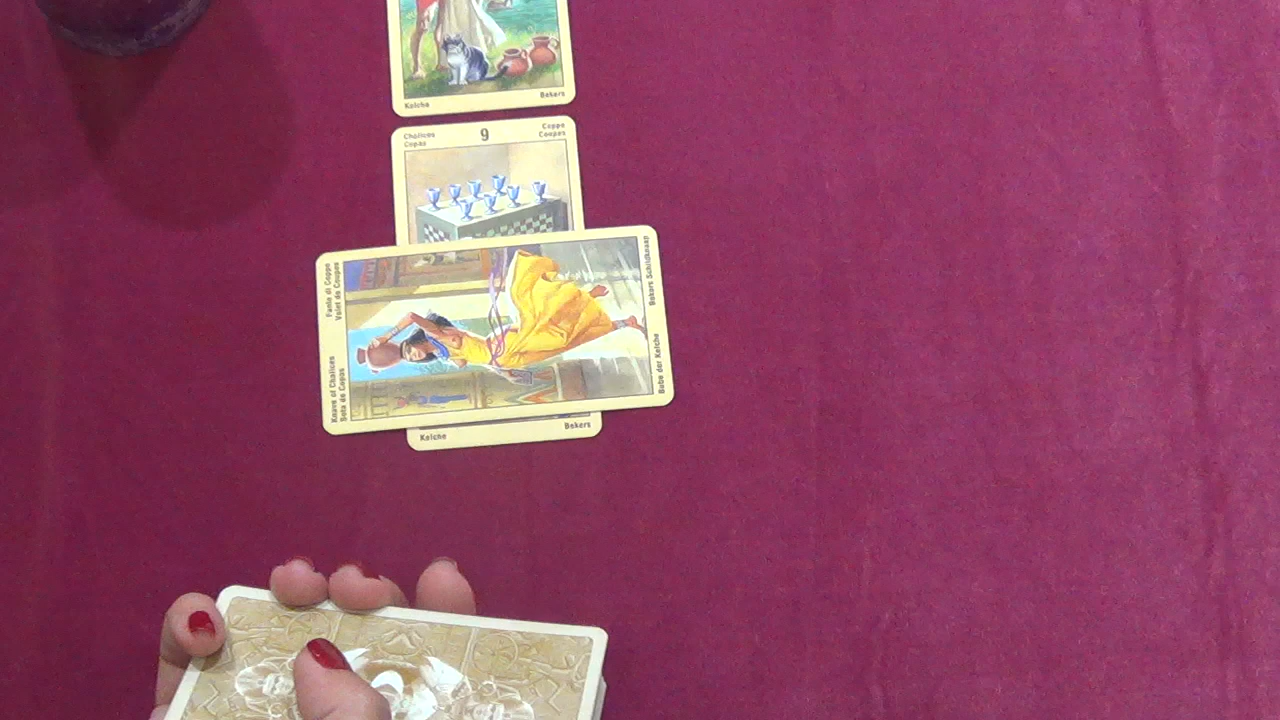 Kelche Bekers
Chalices 9 Coppe
Copas Coupes
Knave of Chalices Fante di Coppe
Sota de Copas Valet de Coupes
Bube der Kelche Bekers Schildknaap
Kelche Bekers